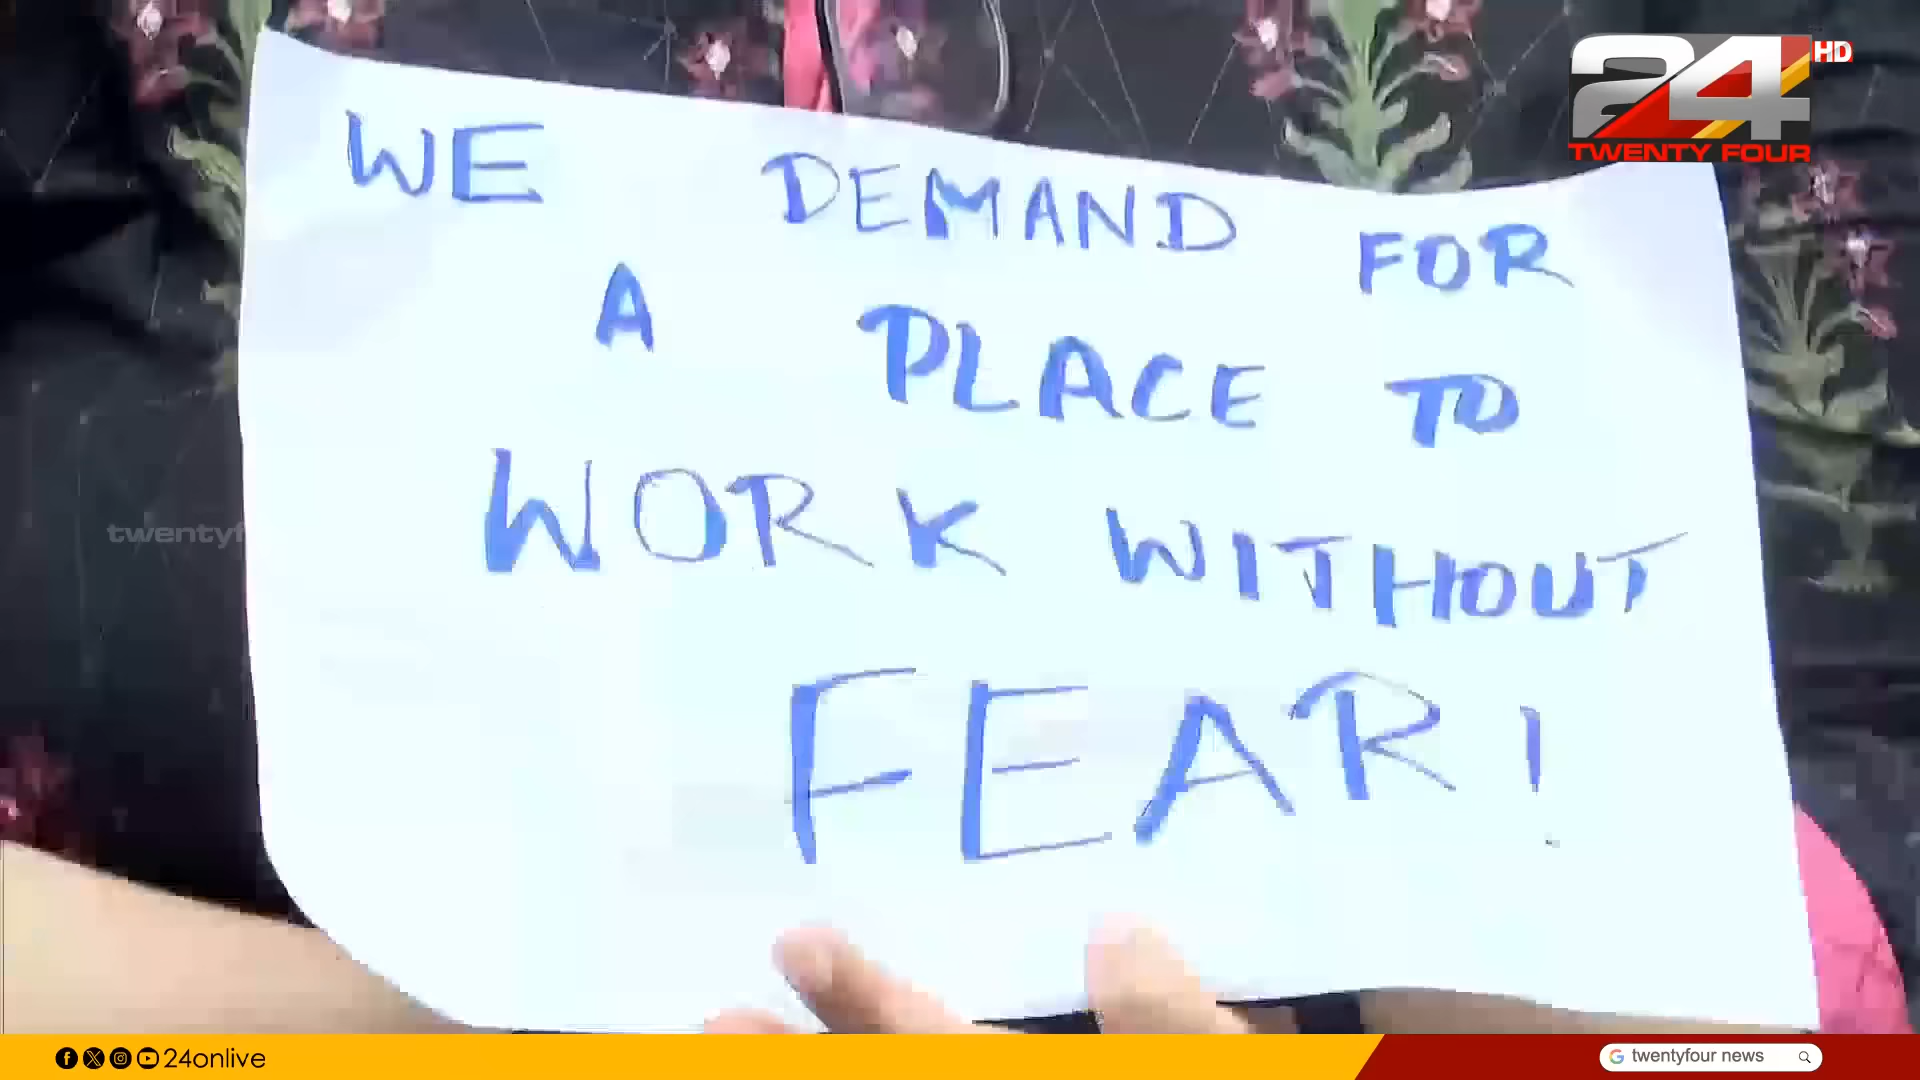 24 HD
TWENTY FOUR
WE DEMAND FOR
A PLACE TO
WORK WITHOUT
FEAR!
24onlive
twentyfour news